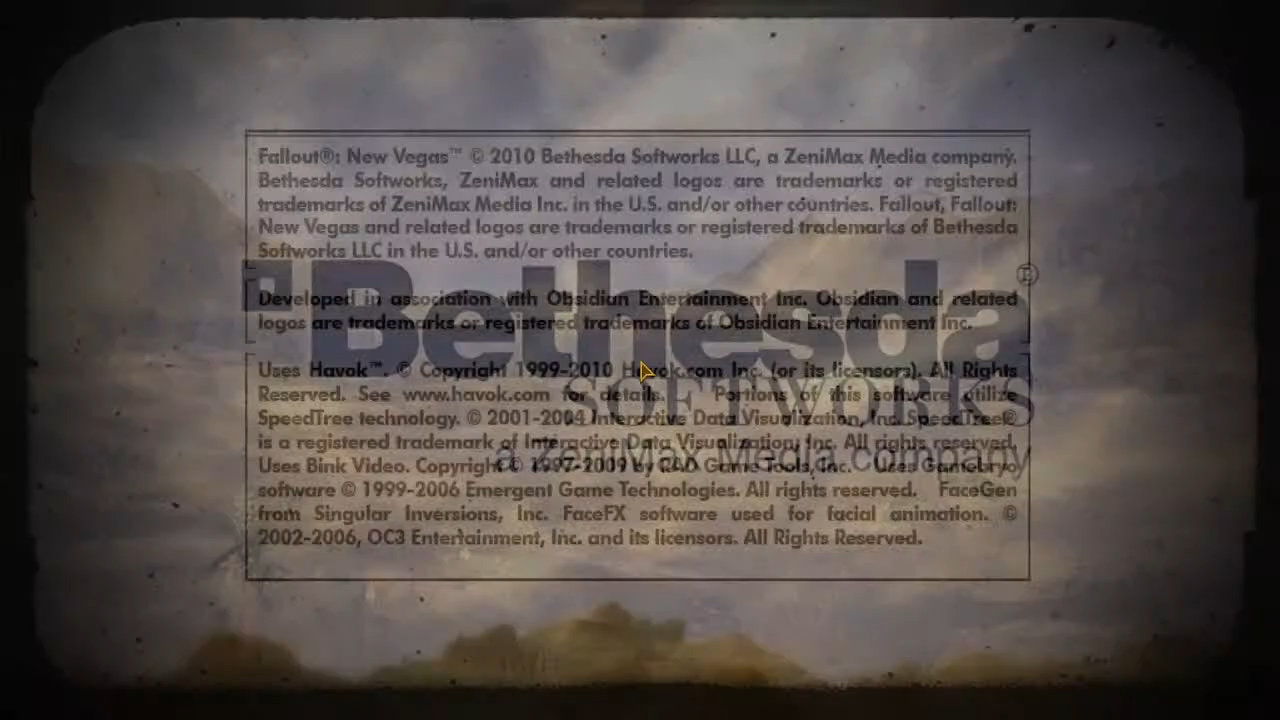 Fallout®: New Vegas™ © 2010 Bethesda Softworks LLC, a ZeniMax Media company.
Bethesda Softworks, ZeniMax and related logos are trademarks or registered
trademarks of ZeniMax Media Inc. in the U.S. and/or other countries. Fallout, Fallout:
New Vegas and related logos are trademarks or registered trademarks of Bethesda
Softworks LLC in the U.S. and/or other countries.
Bethesda®
Developed in association with Obsidian Entertainment Inc. Obsidian and related
logos are trademarks or registered trademarks of Obsidian Entertainment Inc.
Uses Havok™. © Copyright 1999-2010 Havok.com Inc. (or its licensors). All Rights
Reserved. See www.havok.com for details. Portions of this software utilize
SOFTWORKS
SpeedTree technology. © 2001-2004 Interactive Data Visualization, Inc. SpeedTree®
is a registered trademark of Interactive Data Visualization, Inc. All rights reserved.
a ZeniMax Media company
Uses Bink Video. Copyright © 1997-2009 by RAD Game Tools, Inc. Uses Gamebryo
software © 1999-2006 Emergent Game Technologies. All rights reserved. FaceGen
from Singular Inversions, Inc. FaceFX software used for facial animation. ©
2002-2006, OC3 Entertainment, Inc. and its licensors. All Rights Reserved.